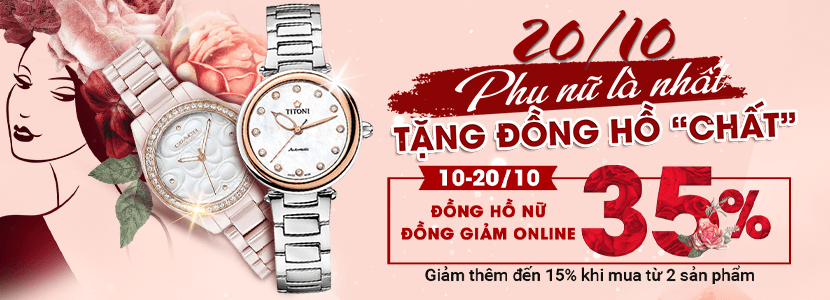 20/10
Phụ nữ là nhất
TẶNG ĐỒNG HỒ “CHẤT”
10-20/10
ĐỒNG HỒ NỮ
ĐỒNG GIẢM ONLINE
35%
Giảm thêm đến 15% khi mua từ 2 sản phẩm
COACH
TITONI
Automatic